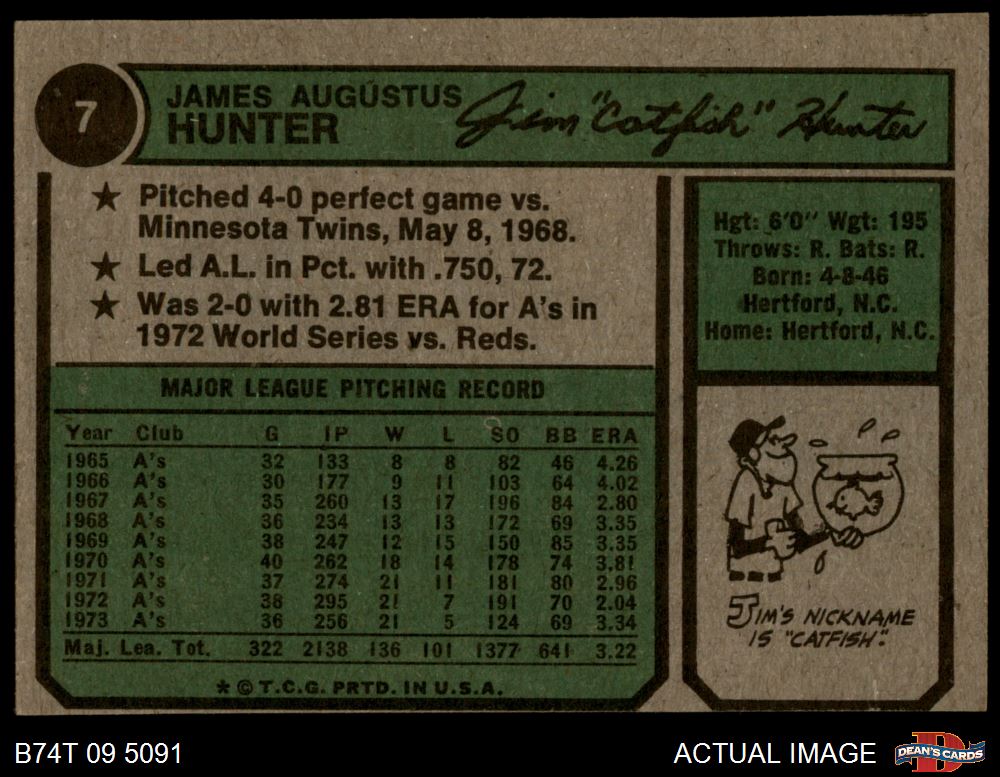 7
JAMES AUGUSTUS
HUNTER
Jim "Catfish" Hunter
★ Pitched 4-0 perfect game vs.
Minnesota Twins, May 8, 1968.
★ Led A.L. in Pct. with .750, 72.
★ Was 2-0 with 2.81 ERA for A's in
1972 World Series vs. Reds.
Hgt: 6'0" Wgt: 195
Throws: R. Bats: R.
Born: 4-8-46
Hertford, N.C.
Home: Hertford, N.C.
MAJOR LEAGUE PITCHING RECORD
Year Club G IP W L SO BB ERA
1965 A's 32 133 8 8 82 46 4.26
1966 A's 30 177 9 11 103 64 4.02
1967 A's 35 260 13 17 196 84 2.80
1968 A's 36 234 13 13 172 69 3.35
1969 A's 38 247 12 15 150 85 3.35
1970 A's 40 262 18 14 178 74 3.81
1971 A's 37 274 21 11 181 80 2.96
1972 A's 38 295 21 7 191 70 2.04
1973 A's 36 256 21 5 124 69 3.34
Maj. Lea. Tot. 322 2138 136 101 1377 641 3.22
* © T.C.G. PRTD. IN U.S.A.
JIM'S NICKNAME
IS "CATFISH".
B74T 09 5091
ACTUAL IMAGE
D
DEAN'S CARDS